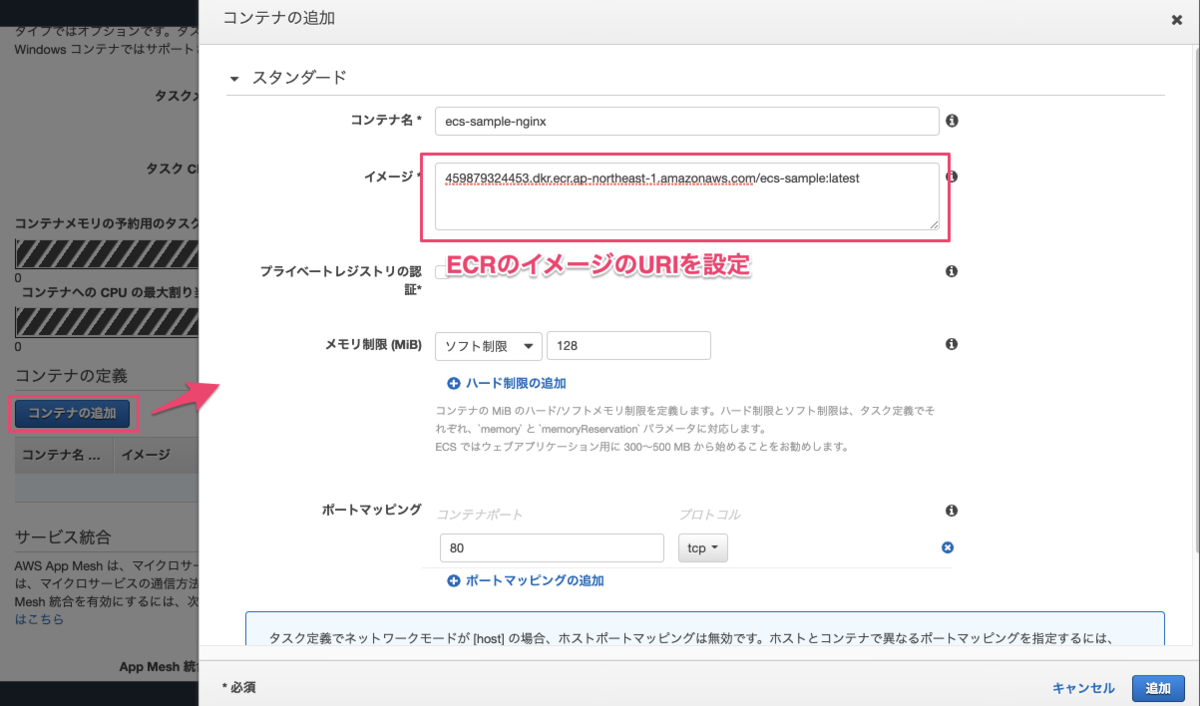 コンテナの追加
タイプではオプションです。タス
Windows コンテナではサポート
タスクメ
タスク CI
コンテナメモリの予約用のタスク
0
コンテナへの CPU の最大割り当
0
コンテナの定義
コンテナの追加
コンテナ名 ...
イメージ
サービス統合
AWS App Mesh は、マイクロサー
は、マイクロサービスの通信方法
Mesh 統合を有効にするには、次
はこちら
App Mesh 統
スタンダード
コンテナ名 *
ecs-sample-nginx
イメージ *
459879324453.dkr.ecr.ap-northeast-1.amazonaws.com/ecs-sample:latest
ECRのイメージのURIを設定
プライベートレジストリの認
証*
メモリ制限 (MiB)
ソフト制限
128
ハード制限の追加
コンテナの MiB のハード/ソフトメモリ制限を定義します。ハード制限とソフト制限は、タスク定義でそ
れぞれ、`memory` と `memoryReservation` パラメータに対応します。
ECS ではウェブアプリケーション用に 300〜500 MB から始めることをお勧めします。
ポートマッピング
コンテナポート
プロトコル
80
tcp
ポートマッピングの追加
タスク定義でネットワークモードが [host] の場合、ホストポートマッピングは無効です。ホストとコンテナで異なるポートマッピングを指定するには、
* 必須
キャンセル
追加